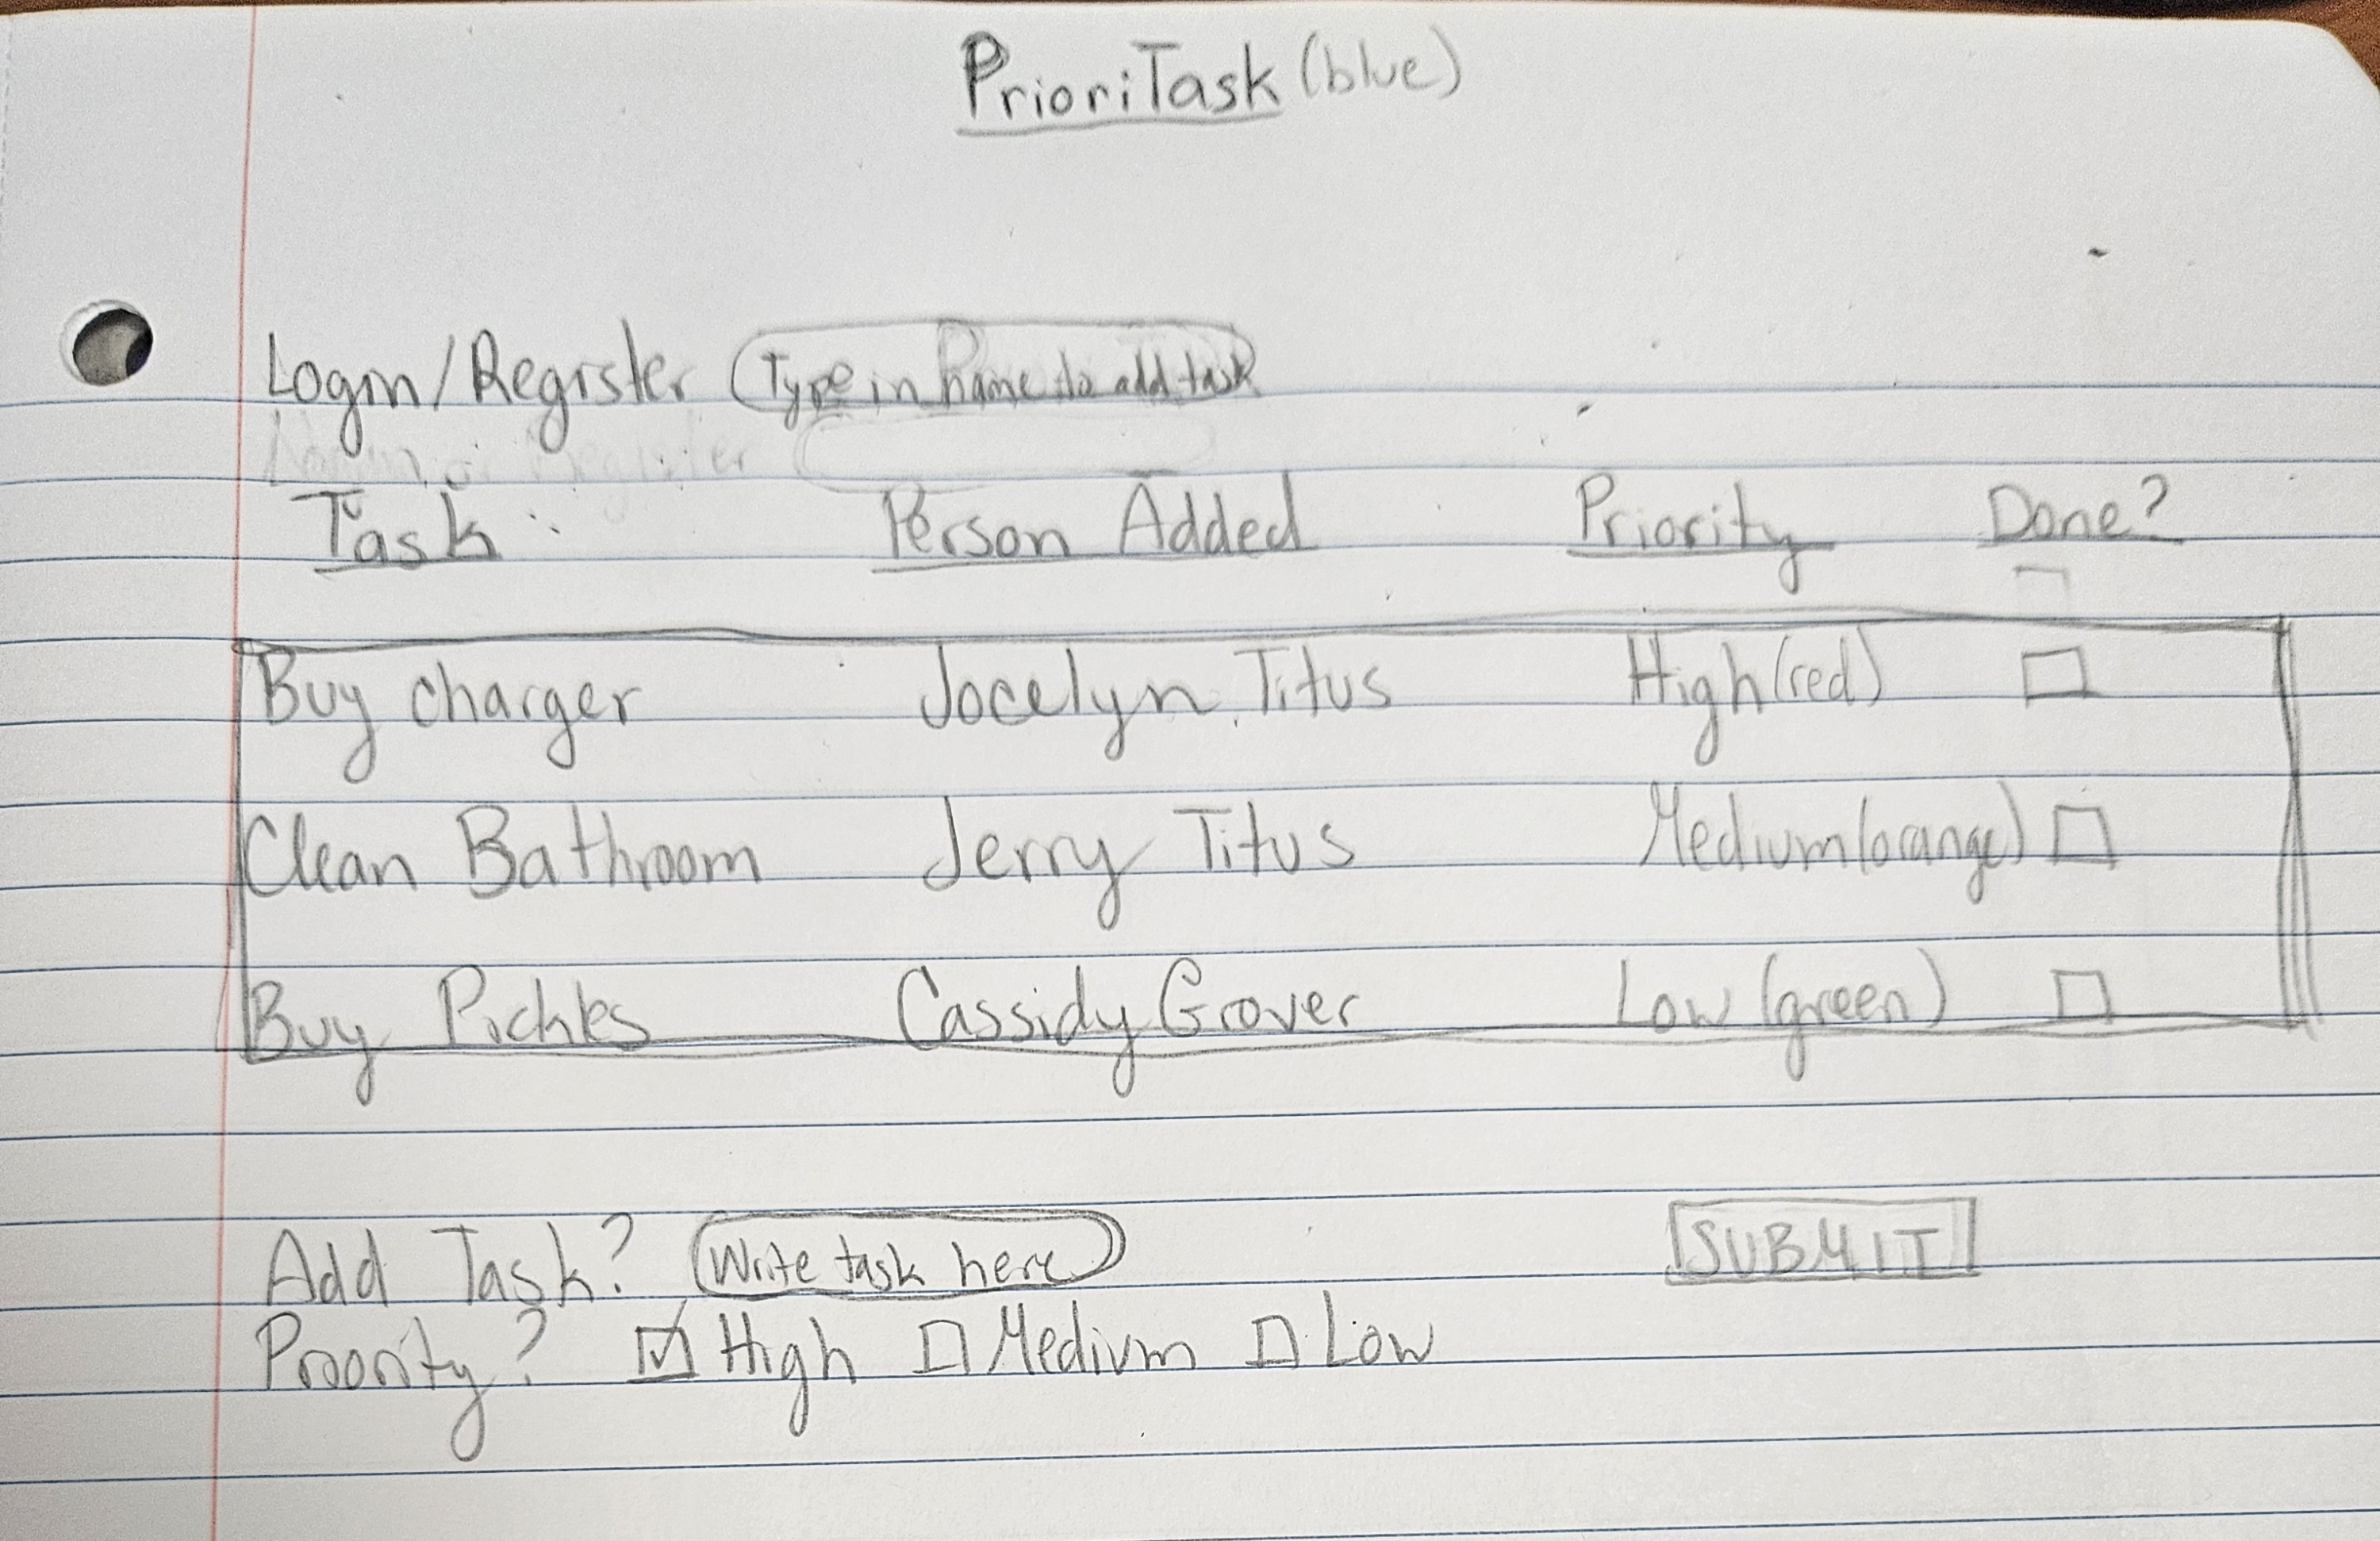 PrioriTask (blue)
Login/Register Type in name to add task
Task Person Added Priority Done?
Buy charger Jocelyn Titus High (red)
Clean Bathroom Jerry Titus Medium (orange)
Buy Pickles Cassidy Grover Low (green)
Add Task? Write task here SUBMIT
Priority? High Medium Low